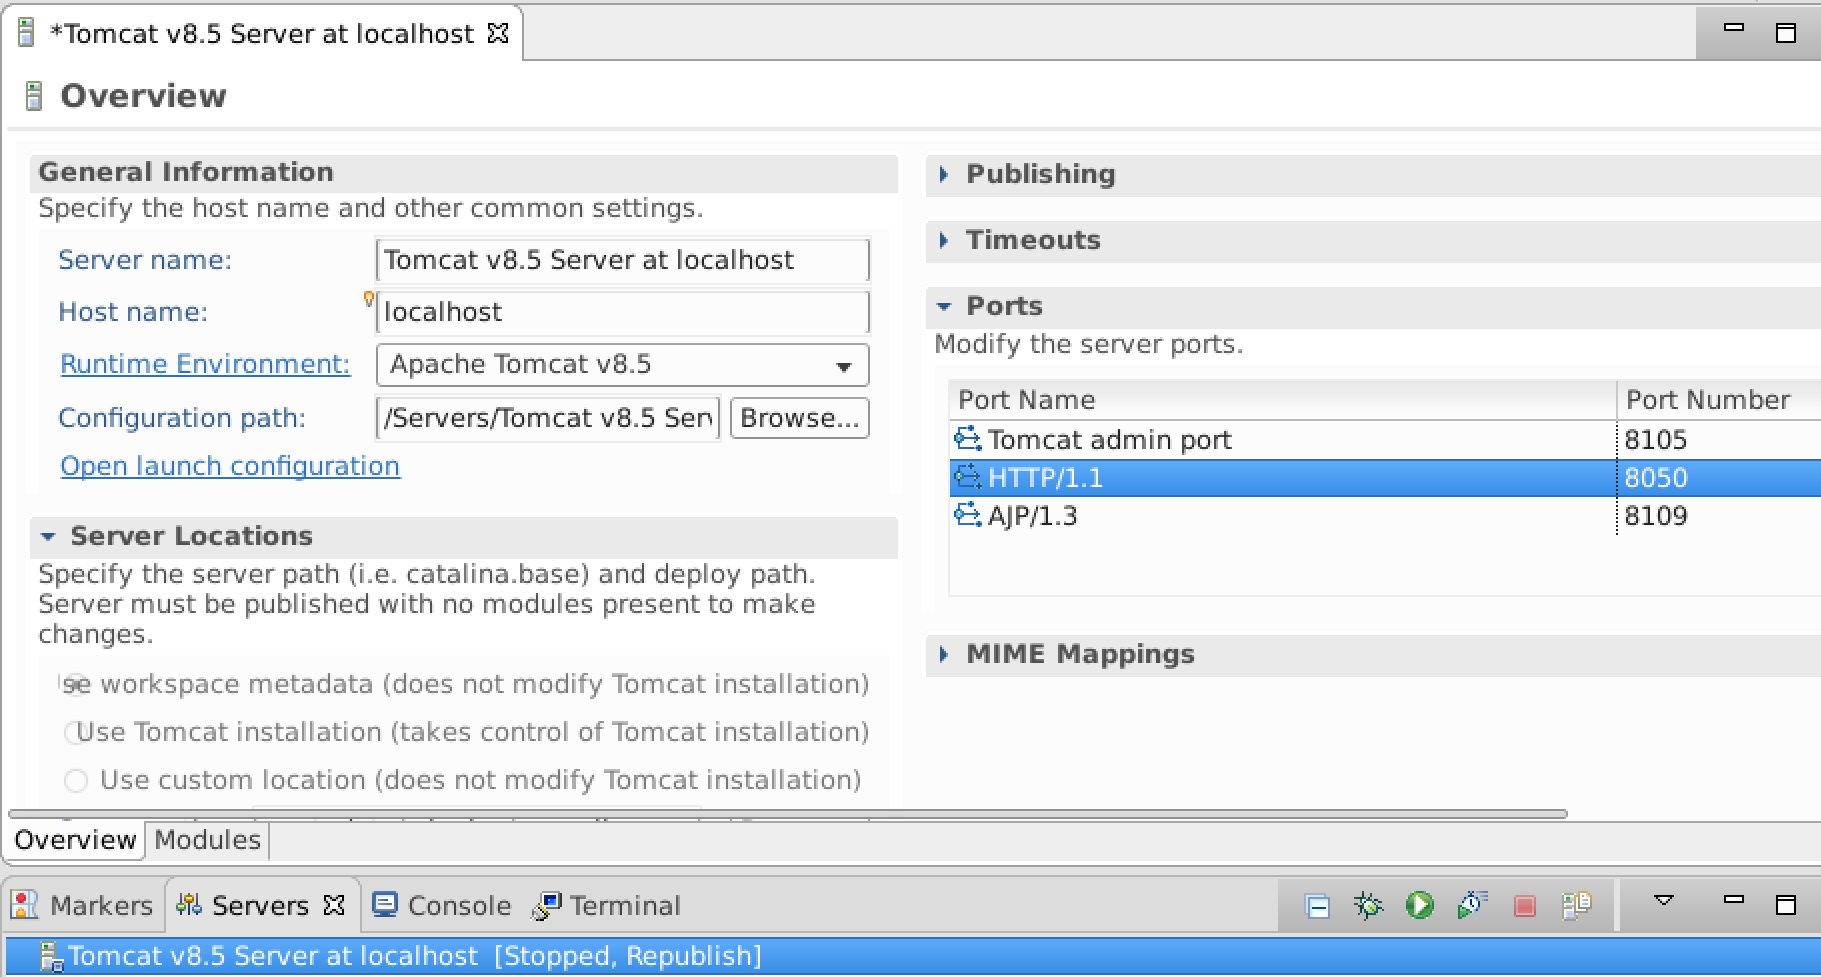 *Tomcat v8.5 Server at localhost
Overview
General Information
Specify the host name and other common settings.
Server name: Tomcat v8.5 Server at localhost
Host name: localhost
Runtime Environment: Apache Tomcat v8.5
Configuration path: /Servers/Tomcat v8.5 Serv Browse...
Open launch configuration
Server Locations
Specify the server path (i.e. catalina.base) and deploy path.
Server must be published with no modules present to make
changes.
se workspace metadata (does not modify Tomcat installation)
Use Tomcat installation (takes control of Tomcat installation)
Use custom location (does not modify Tomcat installation)
Publishing
Timeouts
Ports
Modify the server ports.
Port Name Port Number
Tomcat admin port 8105
HTTP/1.1 8050
AJP/1.3 8109
MIME Mappings
Overview Modules
Markers Servers Console Terminal
Tomcat v8.5 Server at localhost [Stopped, Republish]